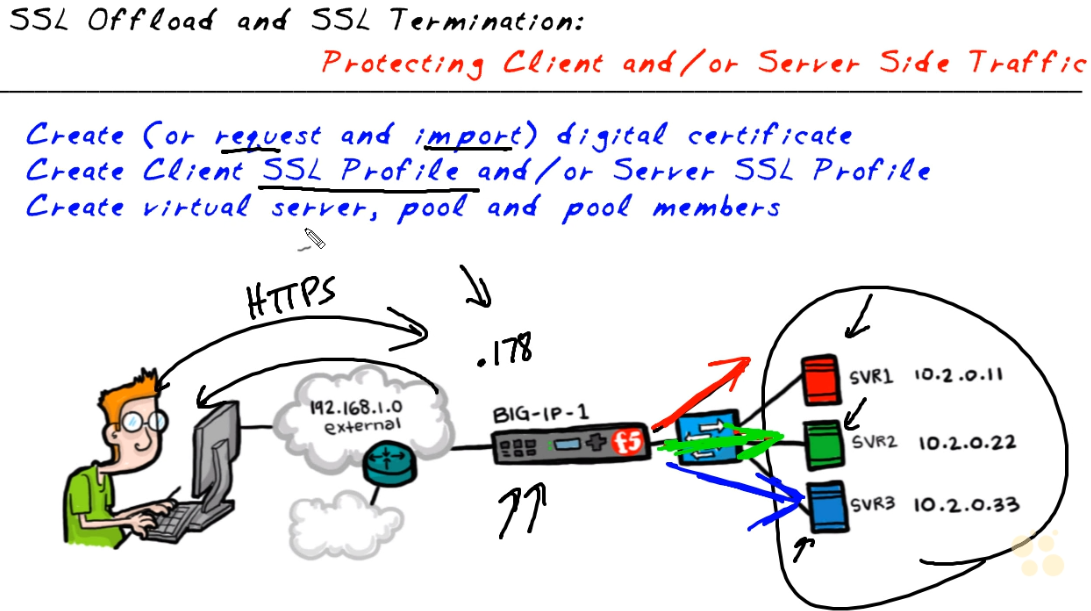 SSL Offload and SSL Termination:
Protecting Client and/or Server Side Traffic
Create (or request and import) digital certificate
Create Client SSL Profile and/or Server SSL Profile
Create virtual server, pool and pool members
HTTPS
.178
192.168.1.0
external
BIG-IP-1
f5
SVR1 10.2.0.11
SVR2 10.2.0.22
SVR3 10.2.0.33